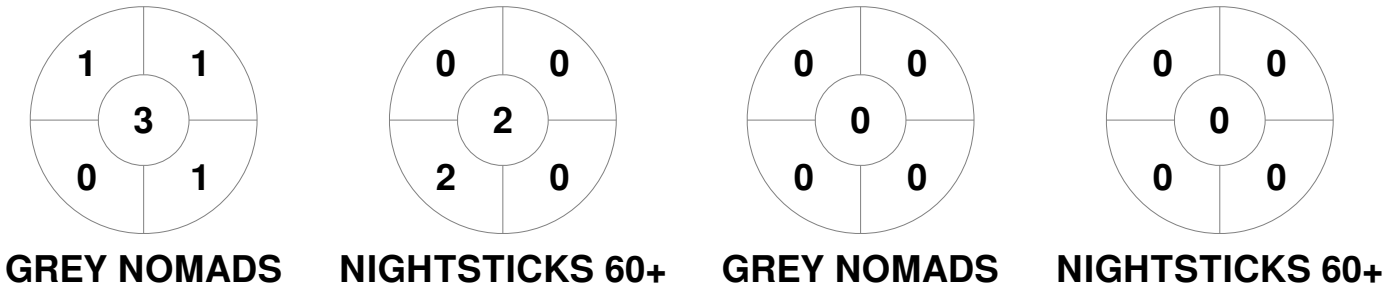 1 1 0 0 0 0 0 0
3 2 0 0
0 1 2 0 0 0 0 0
GREY NOMADS NIGHTSTICKS 60+ GREY NOMADS NIGHTSTICKS 60+